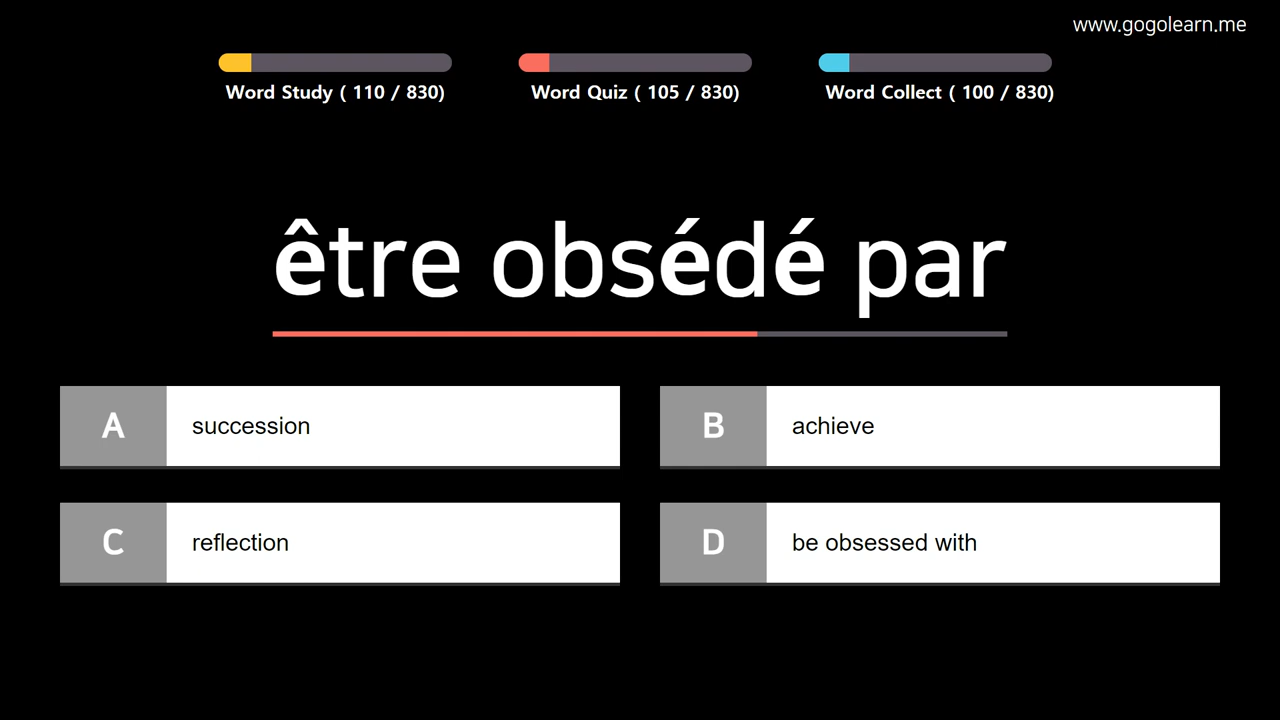 www.gogolearn.me
Word Study ( 110 / 830)
Word Quiz ( 105 / 830)
Word Collect ( 100 / 830)
être obsédé par
A succession
B achieve
C reflection
D be obsessed with